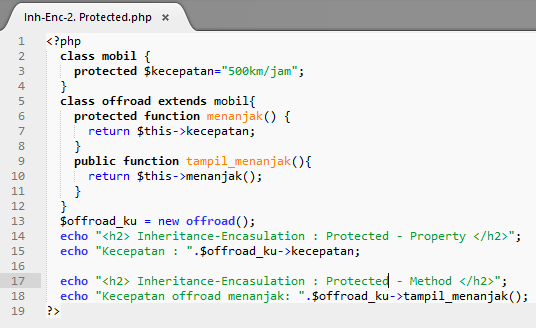 Inh-Enc-2. Protected.php ×
1 <?php
2 class mobil {
3 protected $kecepatan="500km/jam";
4 }
5 class offroad extends mobil{
6 protected function menanjak() {
7 return $this->kecepatan;
8 }
9 public function tampil_menanjak(){
10 return $this->menanjak();
11 }
12 }
13 $offroad_ku = new offroad();
14 echo "<h2> Inheritance-Encasulation : Protected - Property </h2>";
15 echo "Kecepatan : ".$offroad_ku->kecepatan;
16
17 echo "<h2> Inheritance-Encasulation : Protected - Method </h2>";
18 echo "Kecepatan offroad menanjak: ".$offroad_ku->tampil_menanjak();
19 ?>